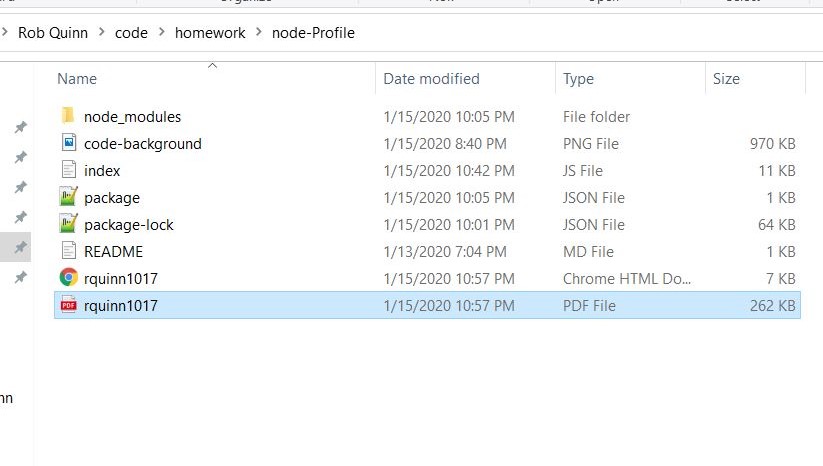 Rob Quinn > code > homework > node-Profile
Name Date modified Type Size
node_modules 1/15/2020 10:05 PM File folder
code-background 1/15/2020 8:40 PM PNG File 970 KB
index 1/15/2020 10:42 PM JS File 11 KB
package 1/15/2020 10:05 PM JSON File 1 KB
package-lock 1/15/2020 10:01 PM JSON File 64 KB
README 1/13/2020 7:04 PM MD File 1 KB
rquinn1017 1/15/2020 10:57 PM Chrome HTML Do... 7 KB
PDF rquinn1017 1/15/2020 10:57 PM PDF File 262 KB